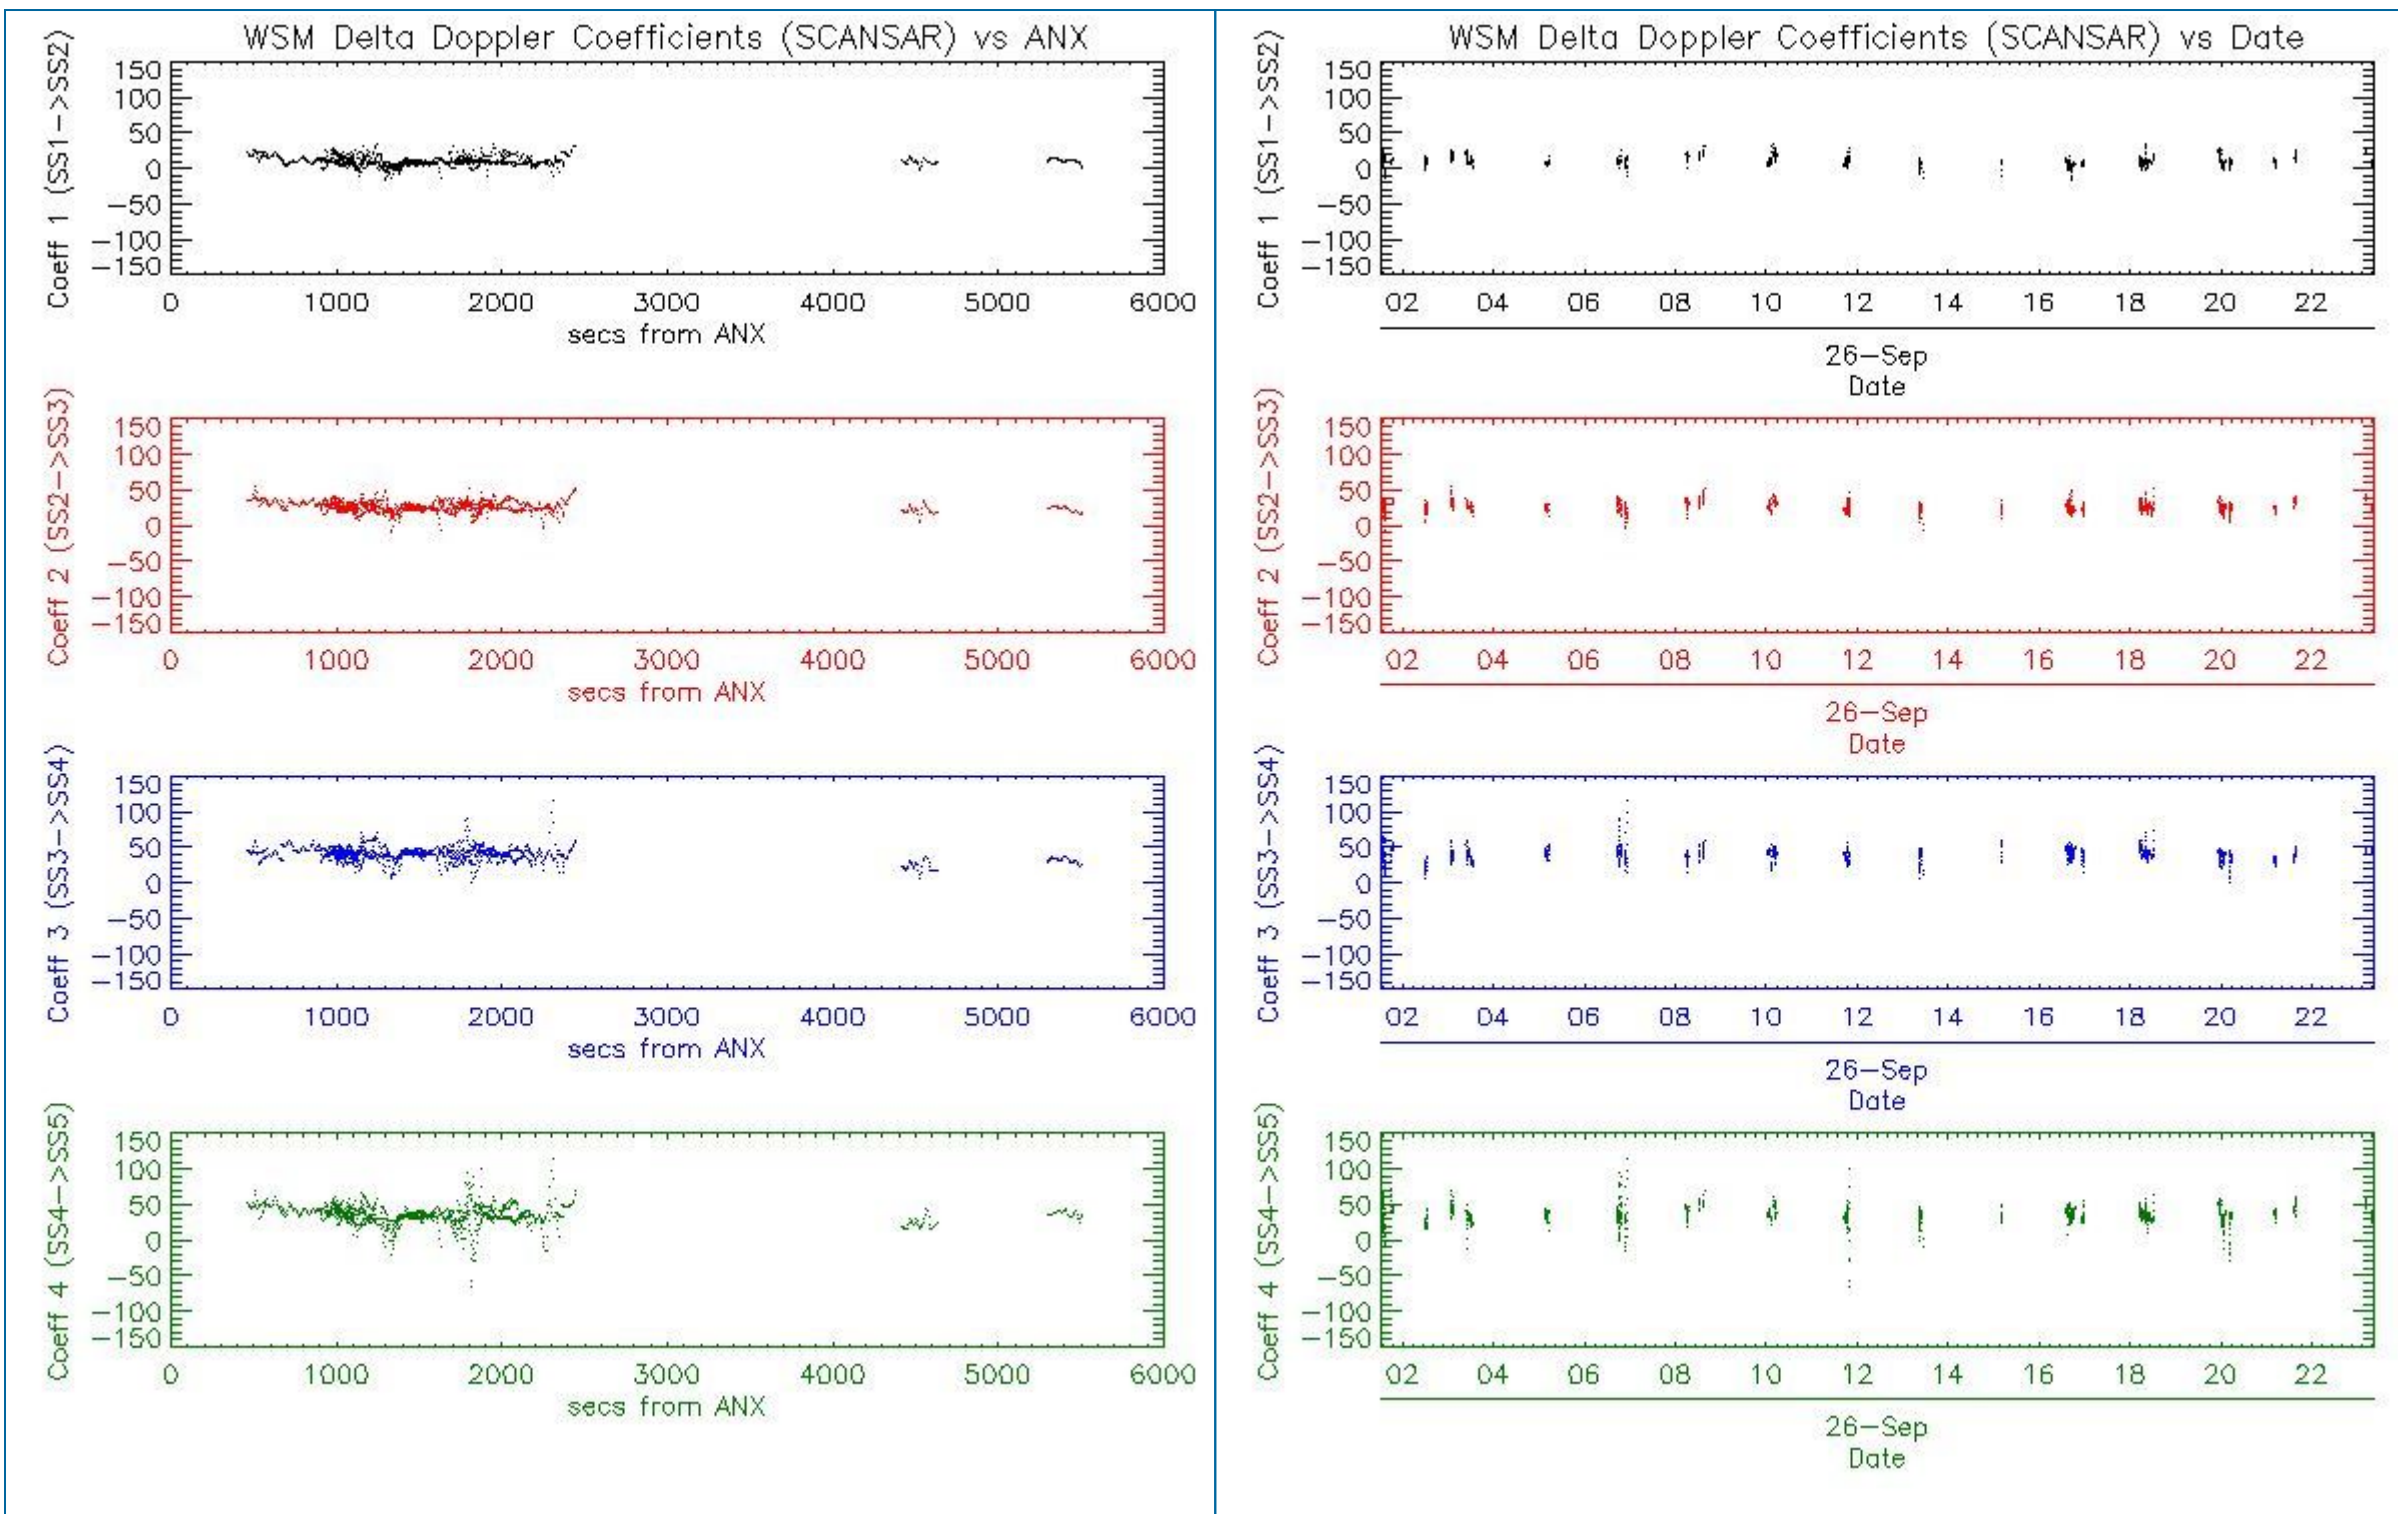 WSM Delta Doppler Coefficients (SCANSAR) vs ANX
Coeff 1 (SS1->SS2)
150
100
50
0
-50
-100
-150
0 1000 2000 3000 4000 5000 6000
secs from ANX
Coeff 2 (SS2->SS3)
150
100
50
0
-50
-100
-150
0 1000 2000 3000 4000 5000 6000
secs from ANX
Coeff 3 (SS3->SS4)
150
100
50
0
-50
-100
-150
0 1000 2000 3000 4000 5000 6000
secs from ANX
Coeff 4 (SS4->SS5)
150
100
50
0
-50
-100
-150
0 1000 2000 3000 4000 5000 6000
secs from ANX
WSM Delta Doppler Coefficients (SCANSAR) vs Date
Coeff 1 (SS1->SS2)
150
100
50
0
-50
-100
-150
02 04 06 08 10 12 14 16 18 20 22
26-Sep
Date
Coeff 2 (SS2->SS3)
150
100
50
0
-50
-100
-150
02 04 06 08 10 12 14 16 18 20 22
26-Sep
Date
Coeff 3 (SS3->SS4)
150
100
50
0
-50
-100
-150
02 04 06 08 10 12 14 16 18 20 22
26-Sep
Date
Coeff 4 (SS4->SS5)
150
100
50
0
-50
-100
-150
02 04 06 08 10 12 14 16 18 20 22
26-Sep
Date